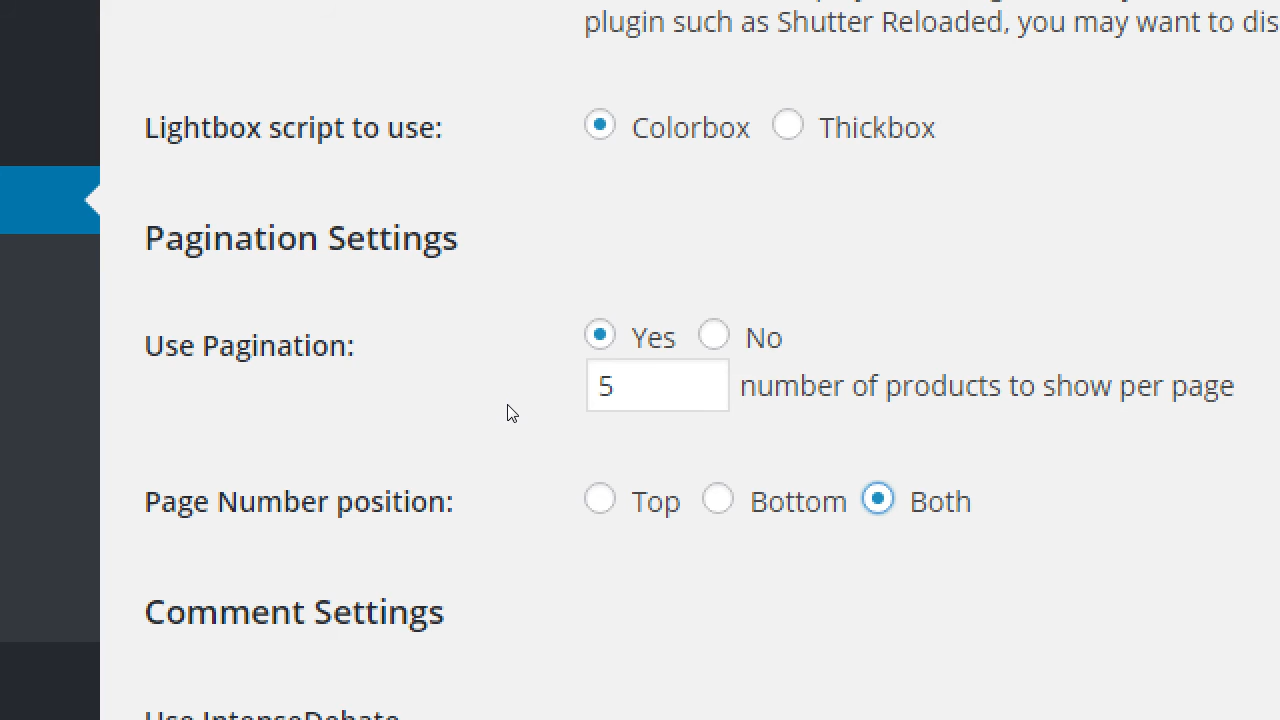 plugin such as Shutter Reloaded, you may want to dis
Lightbox script to use: Colorbox Thickbox
Pagination Settings
Use Pagination: Yes No
5 number of products to show per page
Page Number position: Top Bottom Both
Comment Settings
Use IntenseDebate